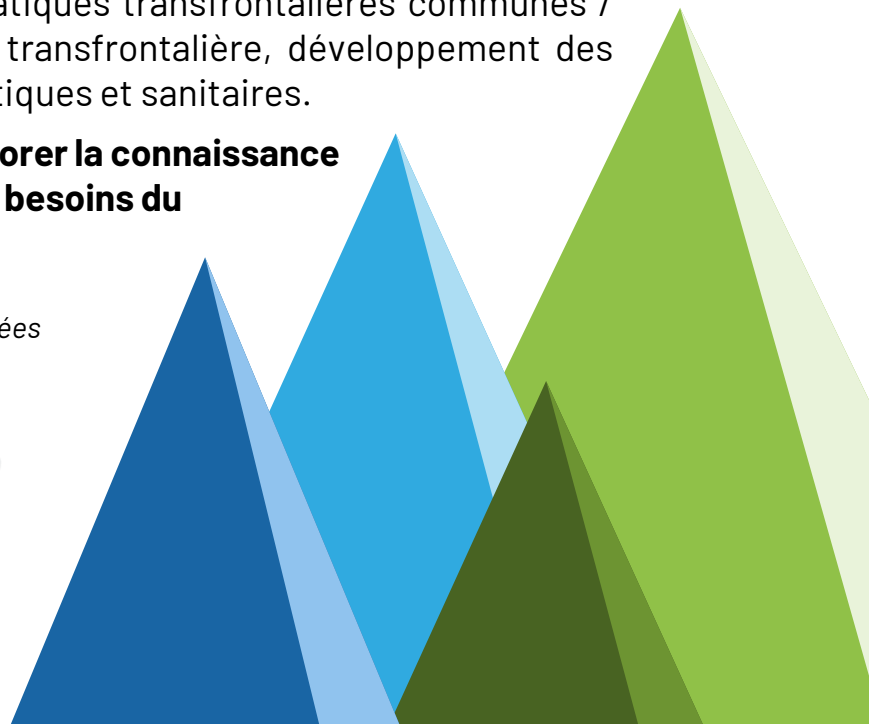 atiques transfrontalières communes /
transfrontalière, développement des
tiques et sanitaires.
orer la connaissance
besoins du
ées